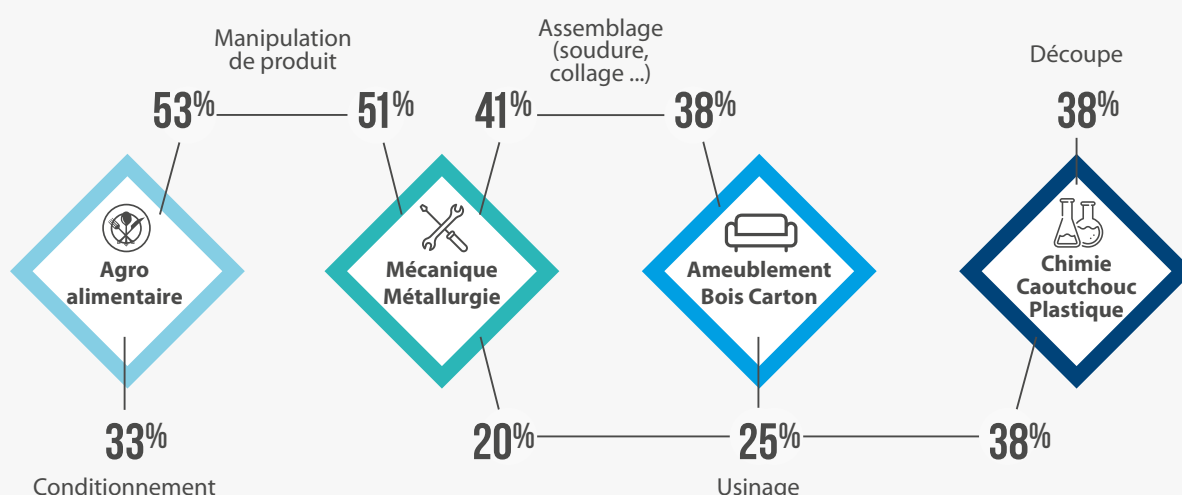 Manipulation
de produit
Assemblage
(soudure,
collage ...)
Découpe
53%
51%
41%
38%
38%
Agro
alimentaire
Mécanique
Métallurgie
Ameublement
Bois Carton
Chimie
Caoutchouc
Plastique
33%
20%
25%
38%
Conditionnement
Usinage